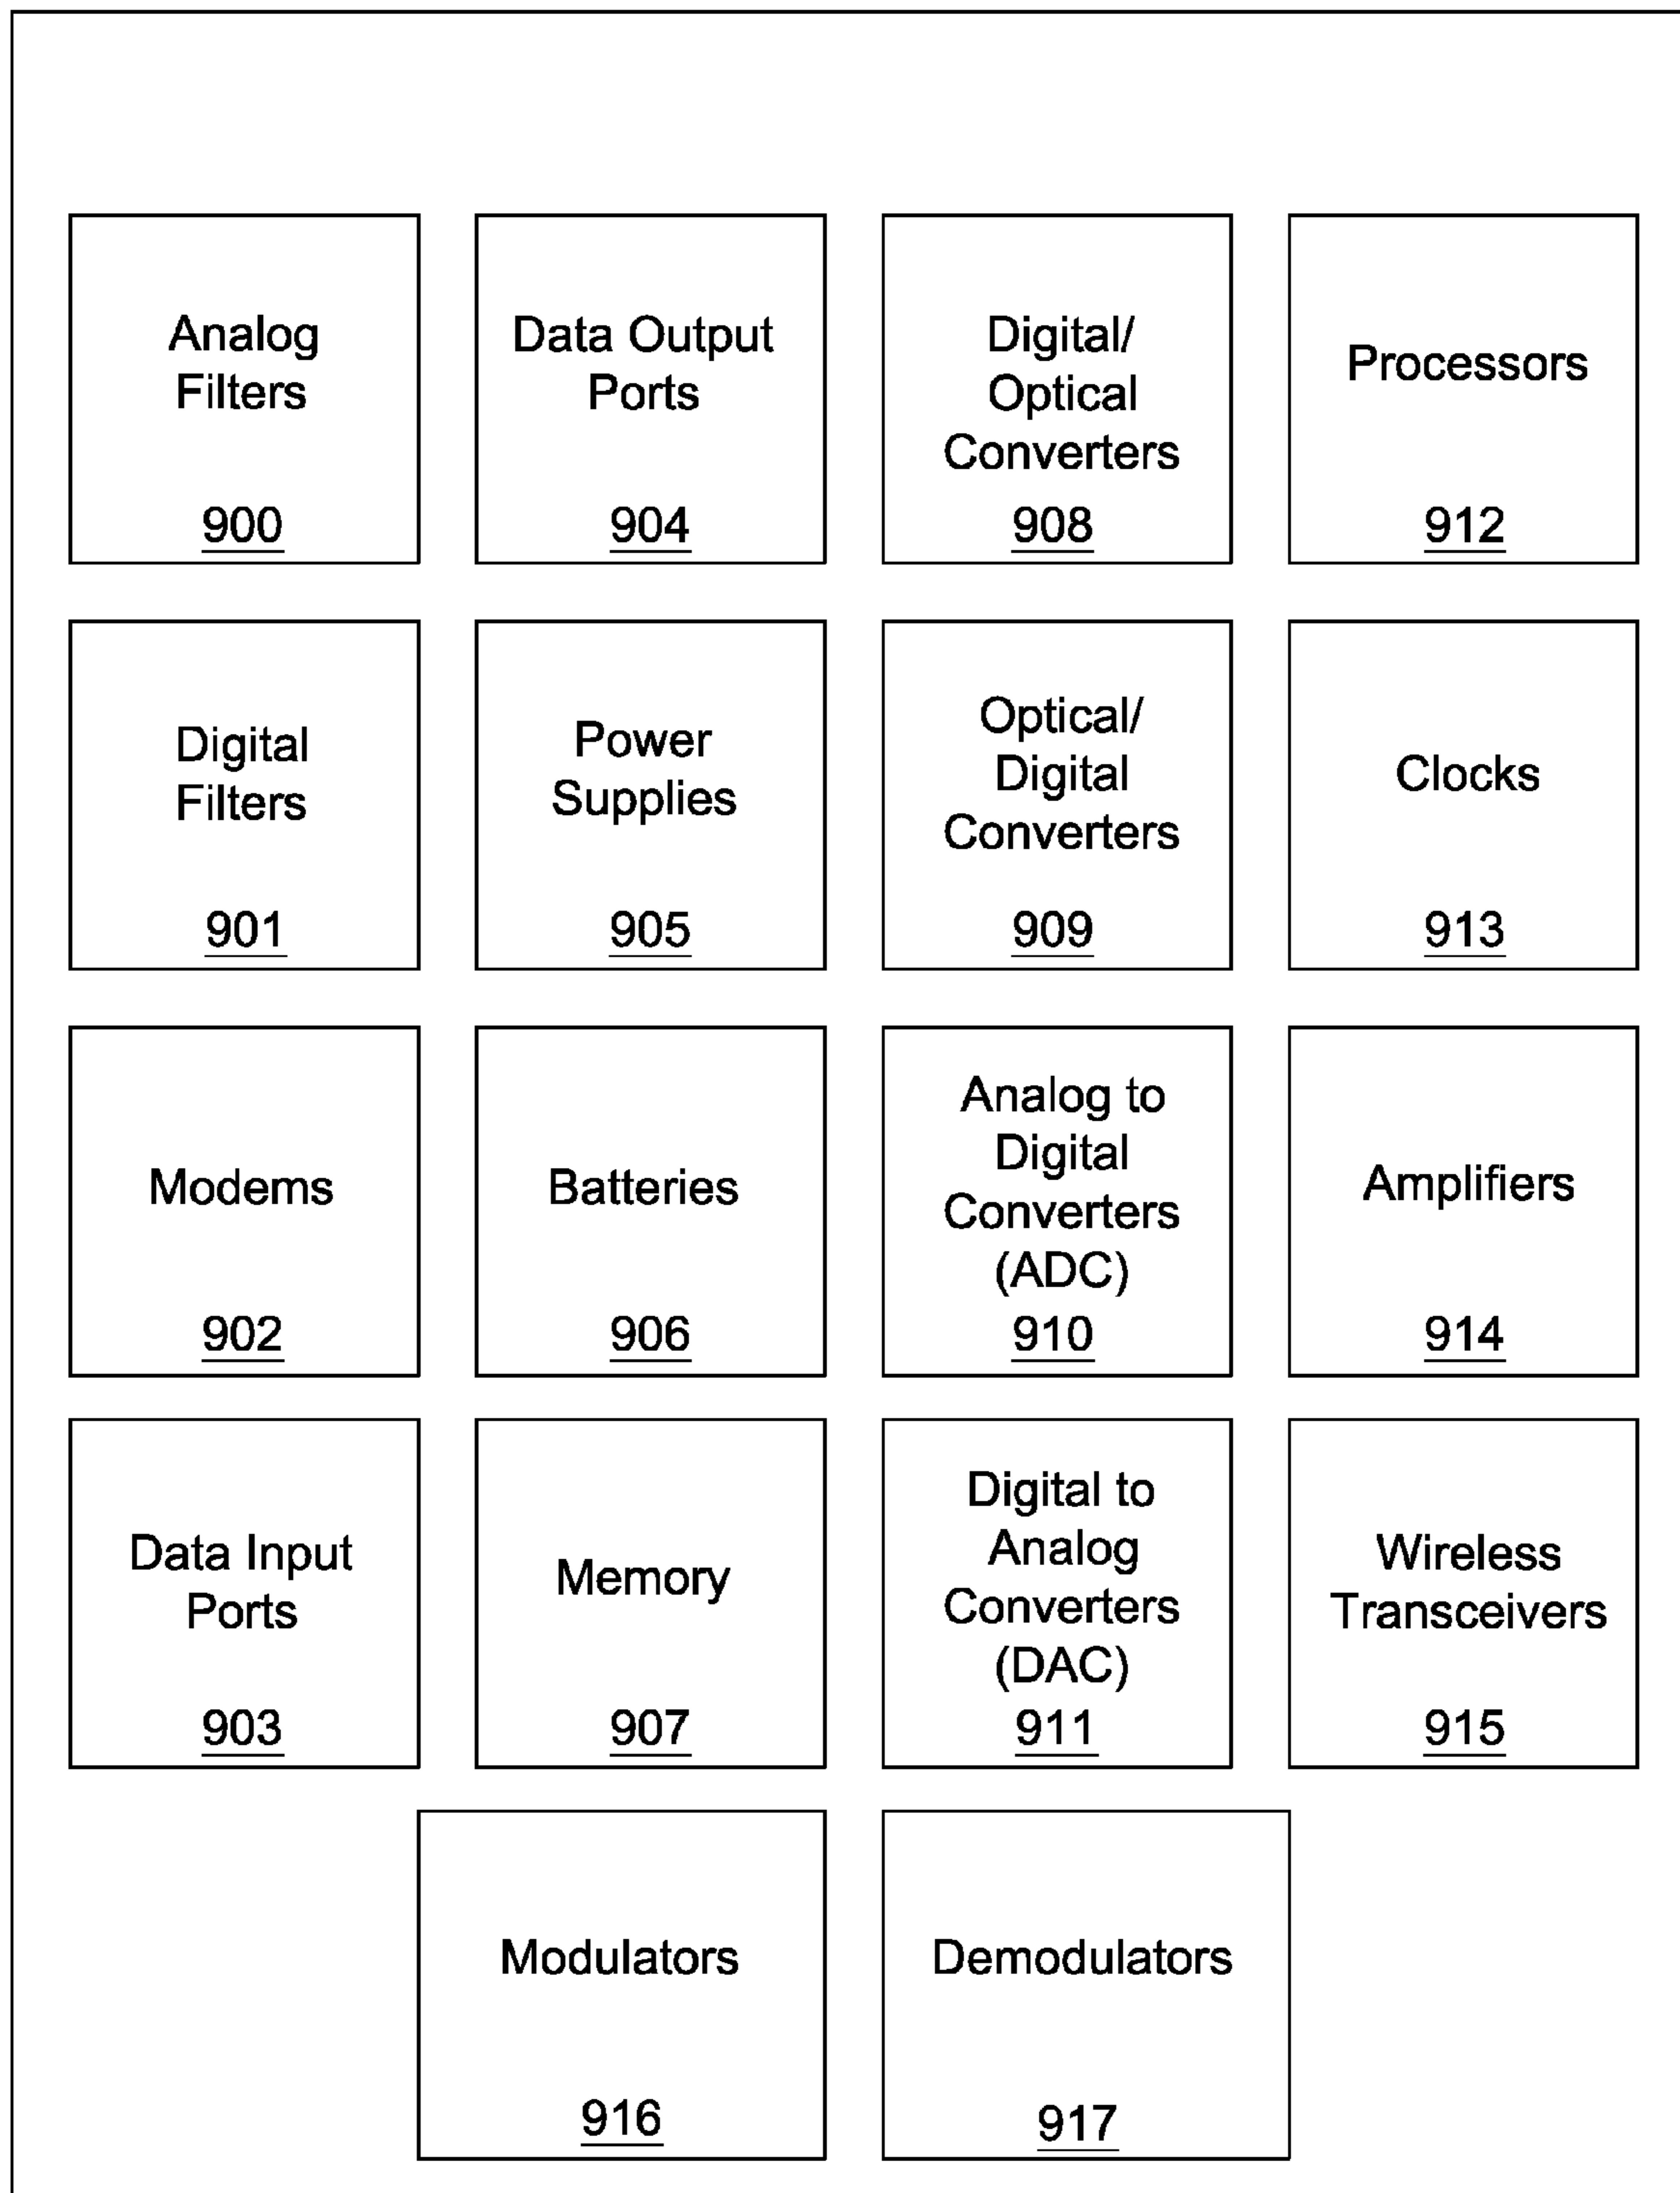 Analog
Filters
900
Data Output
Ports
904
Digital/
Optical
Converters
908
Processors
912
Digital
Filters
901
Power
Supplies
905
Optical/
Digital
Converters
909
Clocks
913
Modems
902
Batteries
906
Analog to
Digital
Converters
(ADC)
910
Amplifiers
914
Data Input
Ports
903
Memory
907
Digital to
Analog
Converters
(DAC)
911
Wireless
Transceivers
915
Modulators
916
Demodulators
917